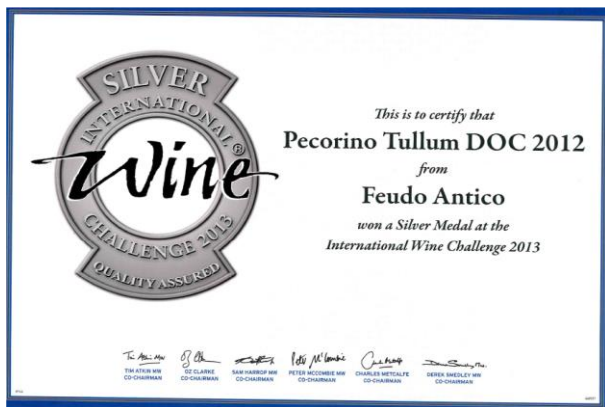 SILVER
INTERNATIONAL
Wine®
CHALLENGE 2013
QUALITY ASSURED
This is to certify that
Pecorino Tullum DOC 2012
from
Feudo Antico
won a Silver Medal at the
International Wine Challenge 2013
TIM ATKIN MW
CO-CHAIRMAN
OZ CLARKE
CO-CHAIRMAN
SAM HARROP MW
CO-CHAIRMAN
PETER MCCOMBIE MW
CO-CHAIRMAN
CHARLES METCALFE
CO-CHAIRMAN
DEREK SMEDLEY MW
CO-CHAIRMAN